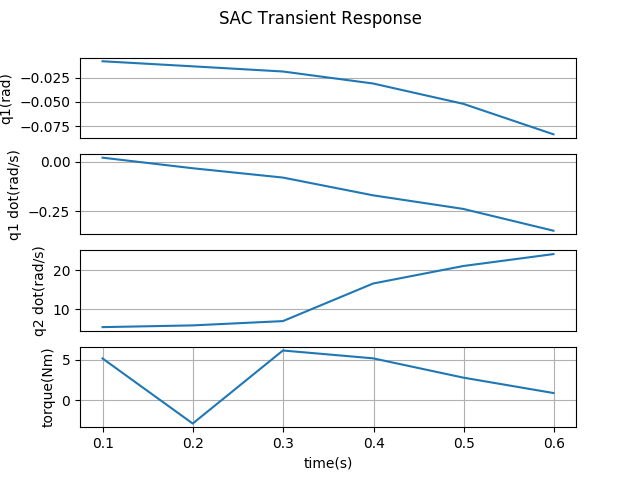 SAC Transient Response
q1(rad)
−0.025
−0.050
−0.075
q1 dot(rad/s)
0.00
−0.25
q2 dot(rad/s)
20
10
torque(Nm)
5
0
0.1 0.2 0.3 0.4 0.5 0.6
time(s)